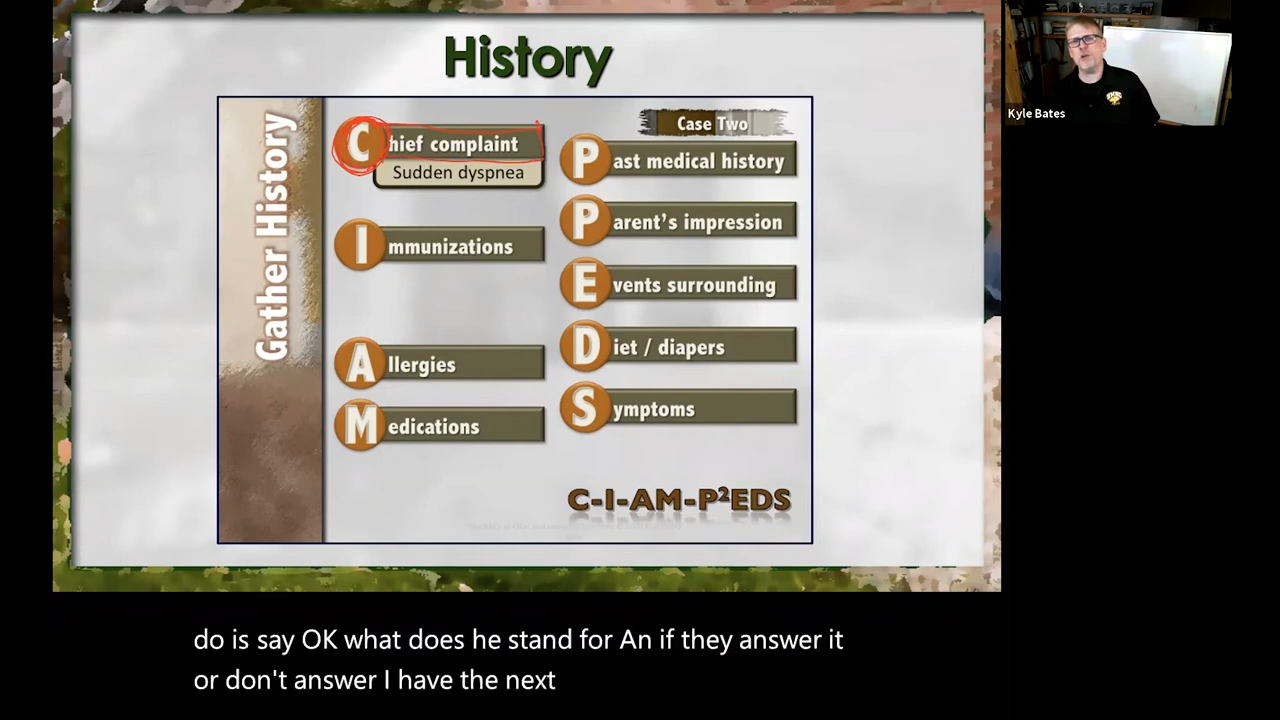 History
Gather History
Chief complaint
Sudden dyspnea
Immunizations
Allergies
Medications
Case Two
Past medical history
Parent's impression
Events surrounding
Diet / diapers
Symptoms
C-I-AM-P²EDS
Kyle Bates
do is say OK what does he stand for An if they answer it
or don't answer I have the next